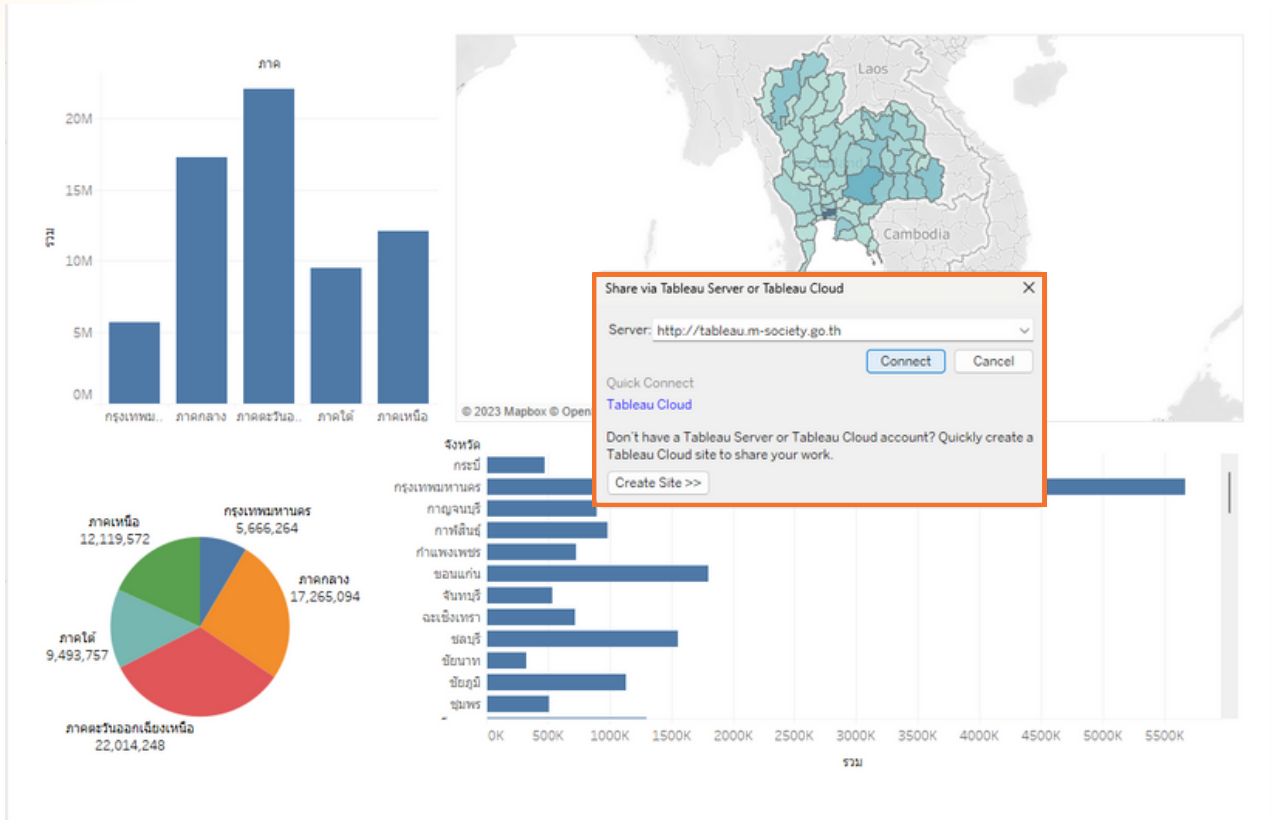 ภาค
20M
15M
10M
5M
0M
รวม
กรุงเทพม..
ภาคกลาง
ภาคตะวันอ..
ภาคใต้
ภาคเหนือ
Laos
Cambodia
© 2023 Mapbox © Open
Share via Tableau Server or Tableau Cloud
Server: http://tableau.m-society.go.th
Connect
Cancel
Quick Connect
Tableau Cloud
Don't have a Tableau Server or Tableau Cloud account? Quickly create a
Tableau Cloud site to share your work.
Create Site >>
จังหวัด
กระบี่
กรุงเทพมหานคร
กาญจนบุรี
กาฬสินธุ์
กำแพงเพชร
ขอนแก่น
จันทบุรี
ฉะเชิงเทรา
ชลบุรี
ชัยนาท
ชัยภูมิ
ชุมพร
0K
500K
1000K
1500K
2000K
2500K
3000K
3500K
4000K
4500K
5000K
5500K
รวม
กรุงเทพมหานคร
5,666,264
ภาคเหนือ
12,119,572
ภาคกลาง
17,265,094
ภาคใต้
9,493,757
ภาคตะวันออกเฉียงเหนือ
22,014,248